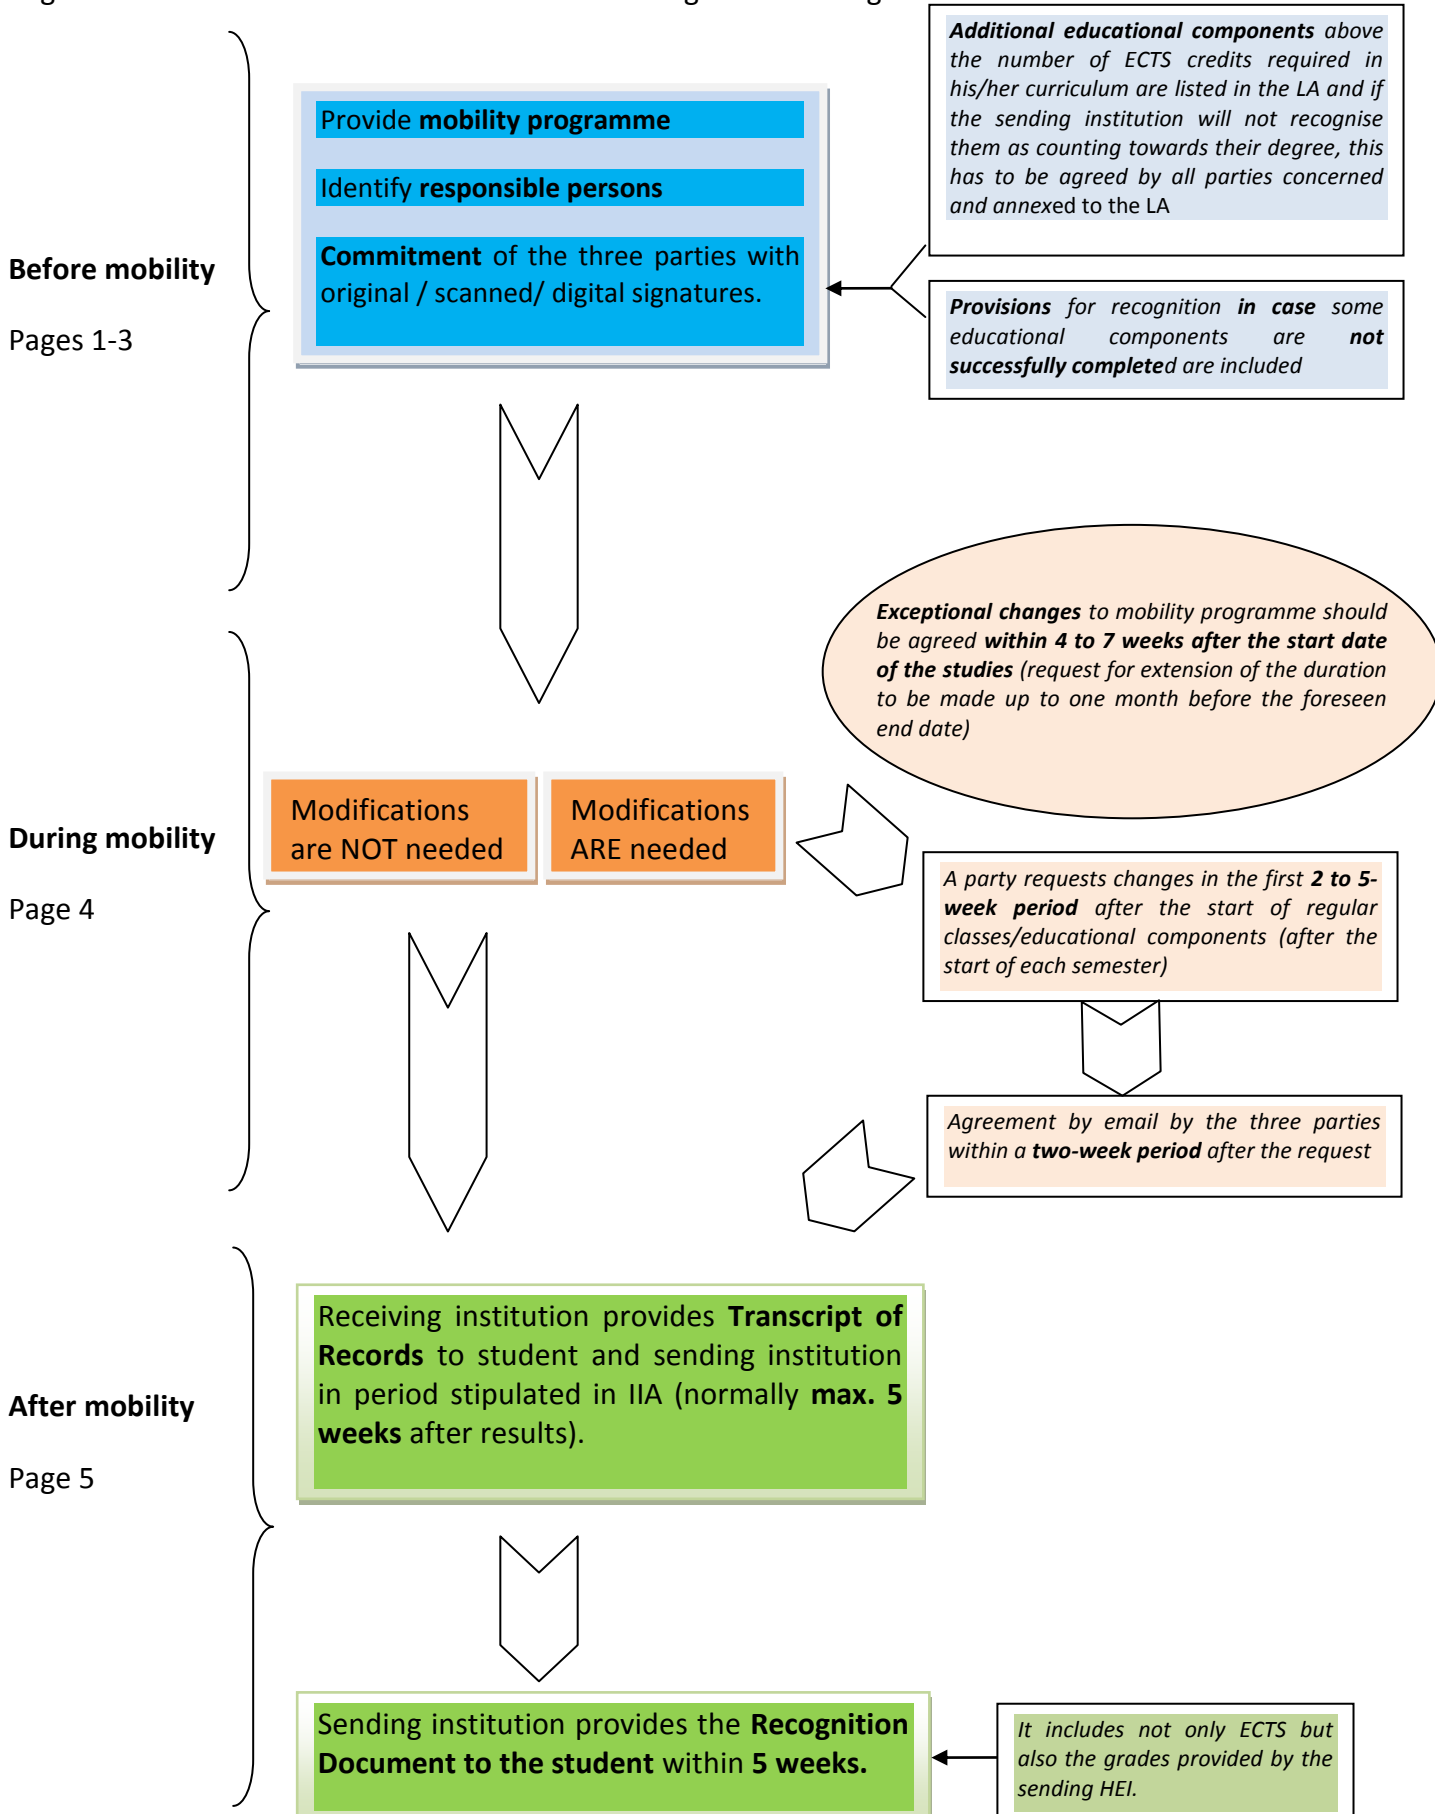 Additional educational components above
the number of ECTS credits required in
his/her curriculum are listed in the LA and if
the sending institution will not recognise
them as counting towards their degree, this
has to be agreed by all parties concerned
and annexed to the LA
Provide mobility programme
Identify responsible persons
Commitment of the three parties with
original / scanned/ digital signatures.
Before mobility
Pages 1-3
Provisions for recognition in case some
educational components are not
successfully completed are included
Exceptional changes to mobility programme should
be agreed within 4 to 7 weeks after the start date
of the studies (request for extension of the duration
to be made up to one month before the foreseen
end date)
During mobility
Page 4
Modifications
are NOT needed
Modifications
ARE needed
A party requests changes in the first 2 to 5-
week period after the start of regular
classes/educational components (after the
start of each semester)
Agreement by email by the three parties
within a two-week period after the request
After mobility
Page 5
Receiving institution provides Transcript of
Records to student and sending institution
in period stipulated in IIA (normally max. 5
weeks after results).
Sending institution provides the Recognition
Document to the student within 5 weeks.
It includes not only ECTS but
also the grades provided by the
sending HEI.